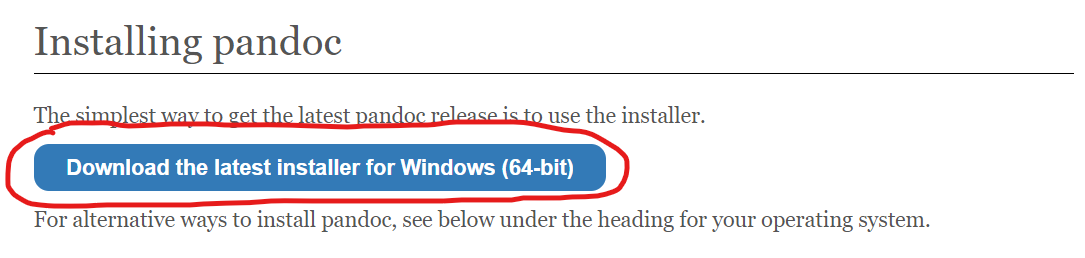 Installing pandoc
The simplest way to get the latest pandoc release is to use the installer.
Download the latest installer for Windows (64-bit)
For alternative ways to install pandoc, see below under the heading for your operating system.